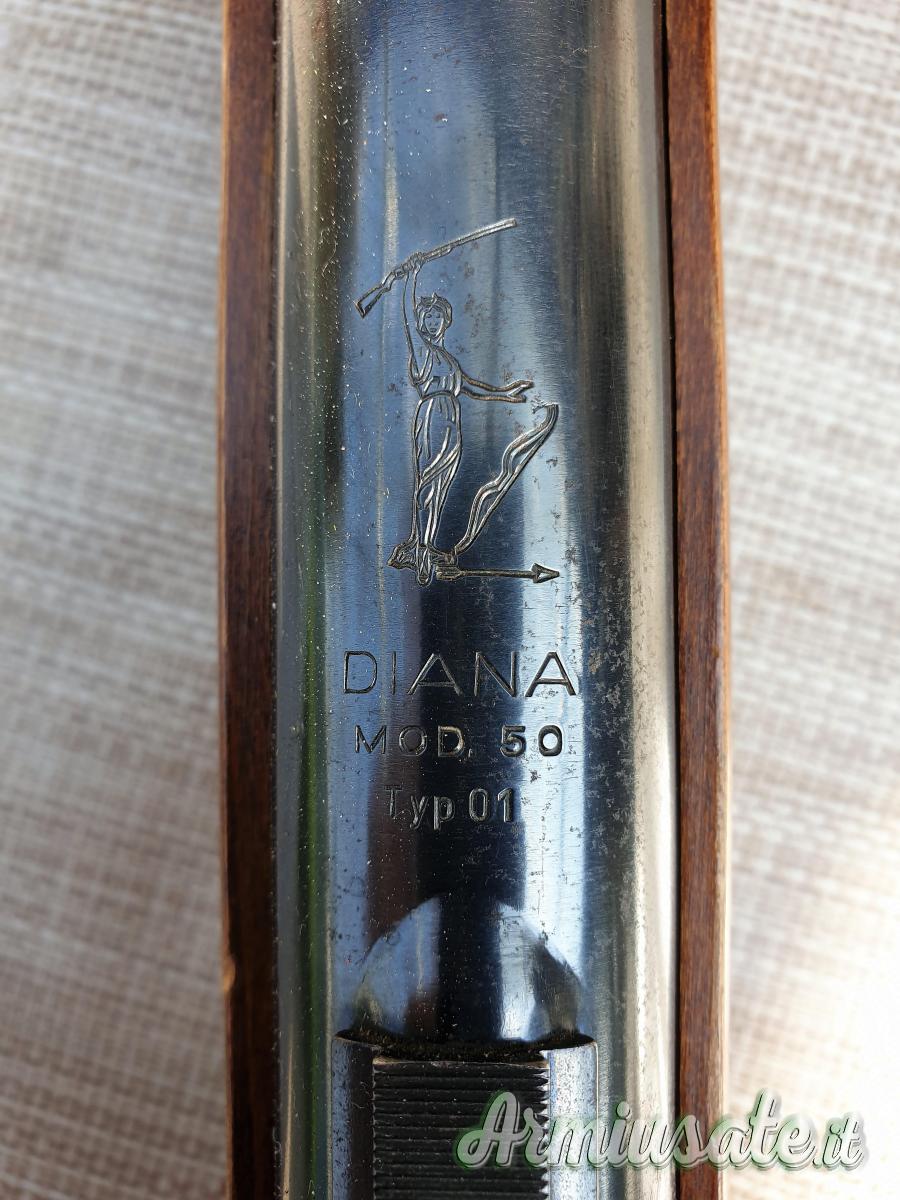 DIANA
MOD. 50
Typ 01
Armiusate.it